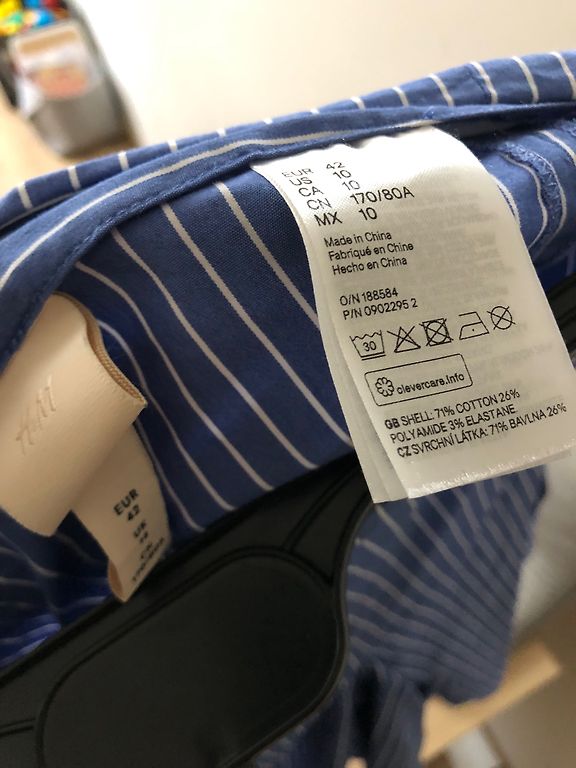 EUR 42
US 10
CA 10
CN 170/80A
MX 10
Made in China
Fabriqué en Chine
Hecho en China
O/N 188584
P/N 0902295 2
30
clevercare.info
GB SHELL: 71% COTTON 26%
POLYAMIDE 3% ELASTANE
CZ SVRCHNÍ LÁTKA: 71% BAVLNA 26%
H&M
EUR
42